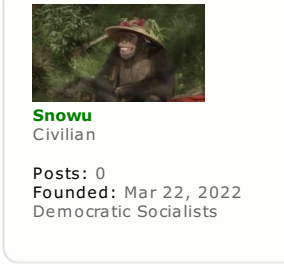 Snowu
Civilian
Posts: 0
Founded: Mar 22, 2022
Democratic Socialists